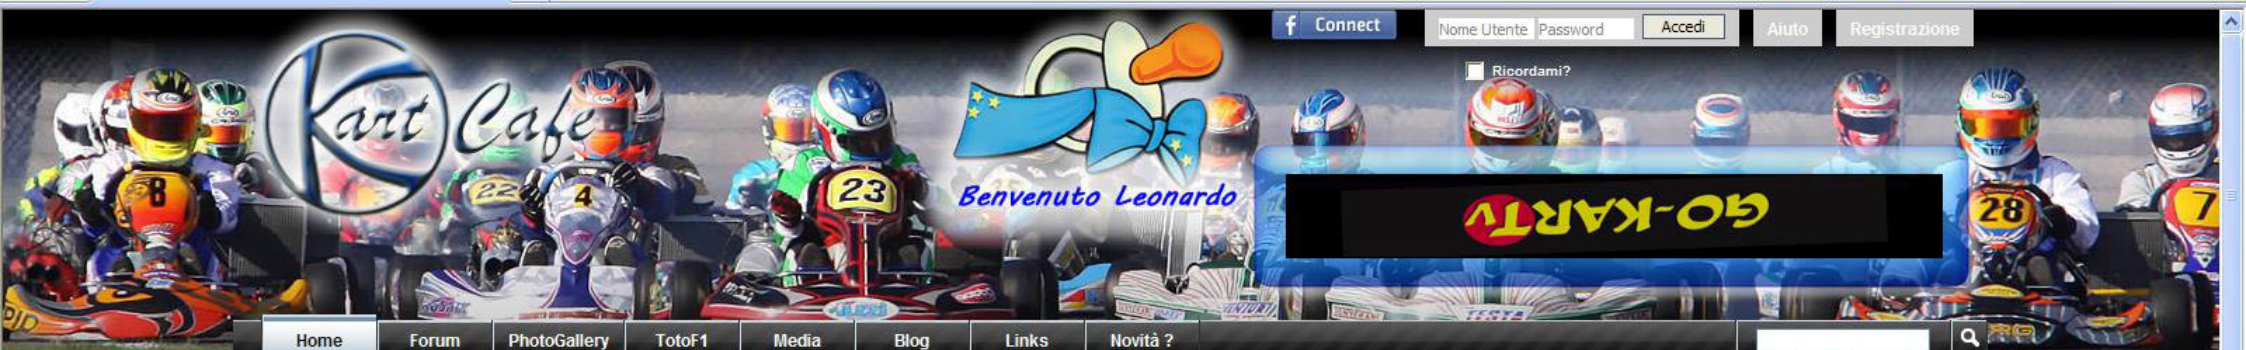 Connect
Nome Utente
Password
Accedi
Aiuto
Registrazione
Ricordami?
Kart Cafe
Benvenuto Leonardo
GO-KARTv
8
22
4
23
28
7
Home
Forum
PhotoGallery
TotoF1
Media
Blog
Links
Novità ?